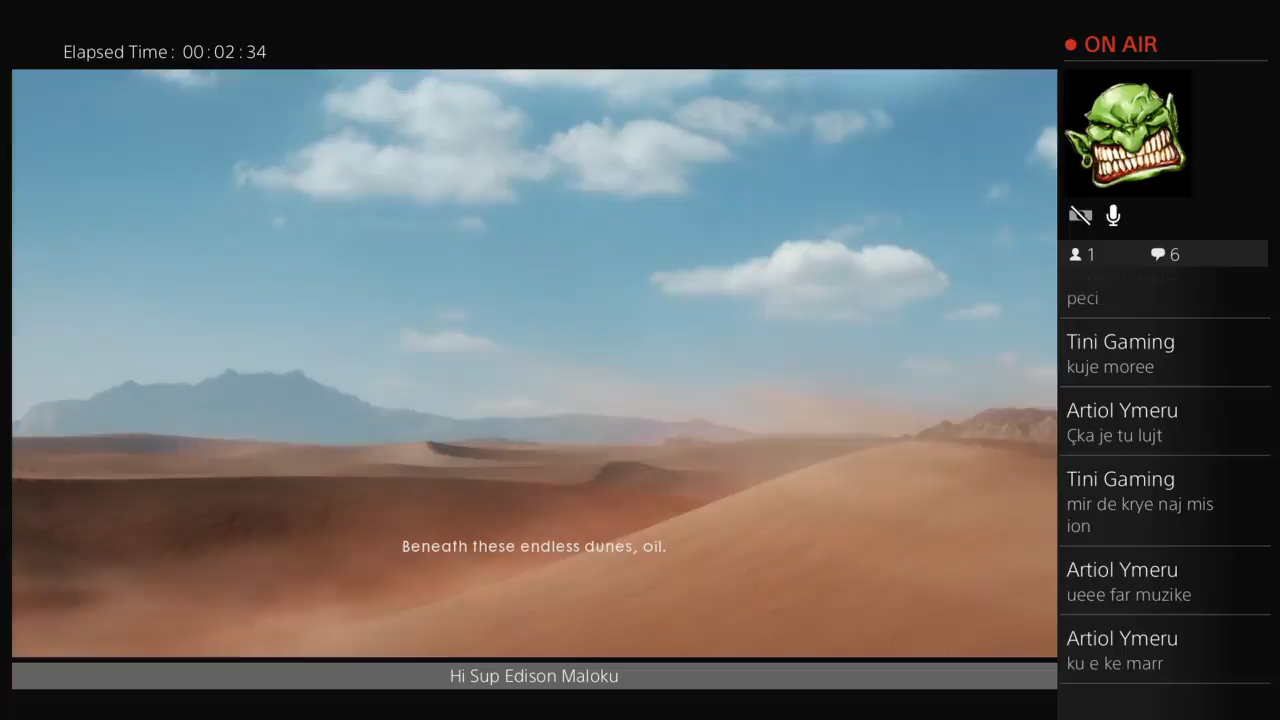 Elapsed Time: 00:02:34
ON AIR
1
6
peci
Tini Gaming
kuje moree
Artiol Ymeru
Çka je tu lujt
Tini Gaming
mir de krye naj mis
ion
Artiol Ymeru
ueee far muzike
Artiol Ymeru
ku e ke marr
Beneath these endless dunes, oil.
Hi Sup Edison Maloku